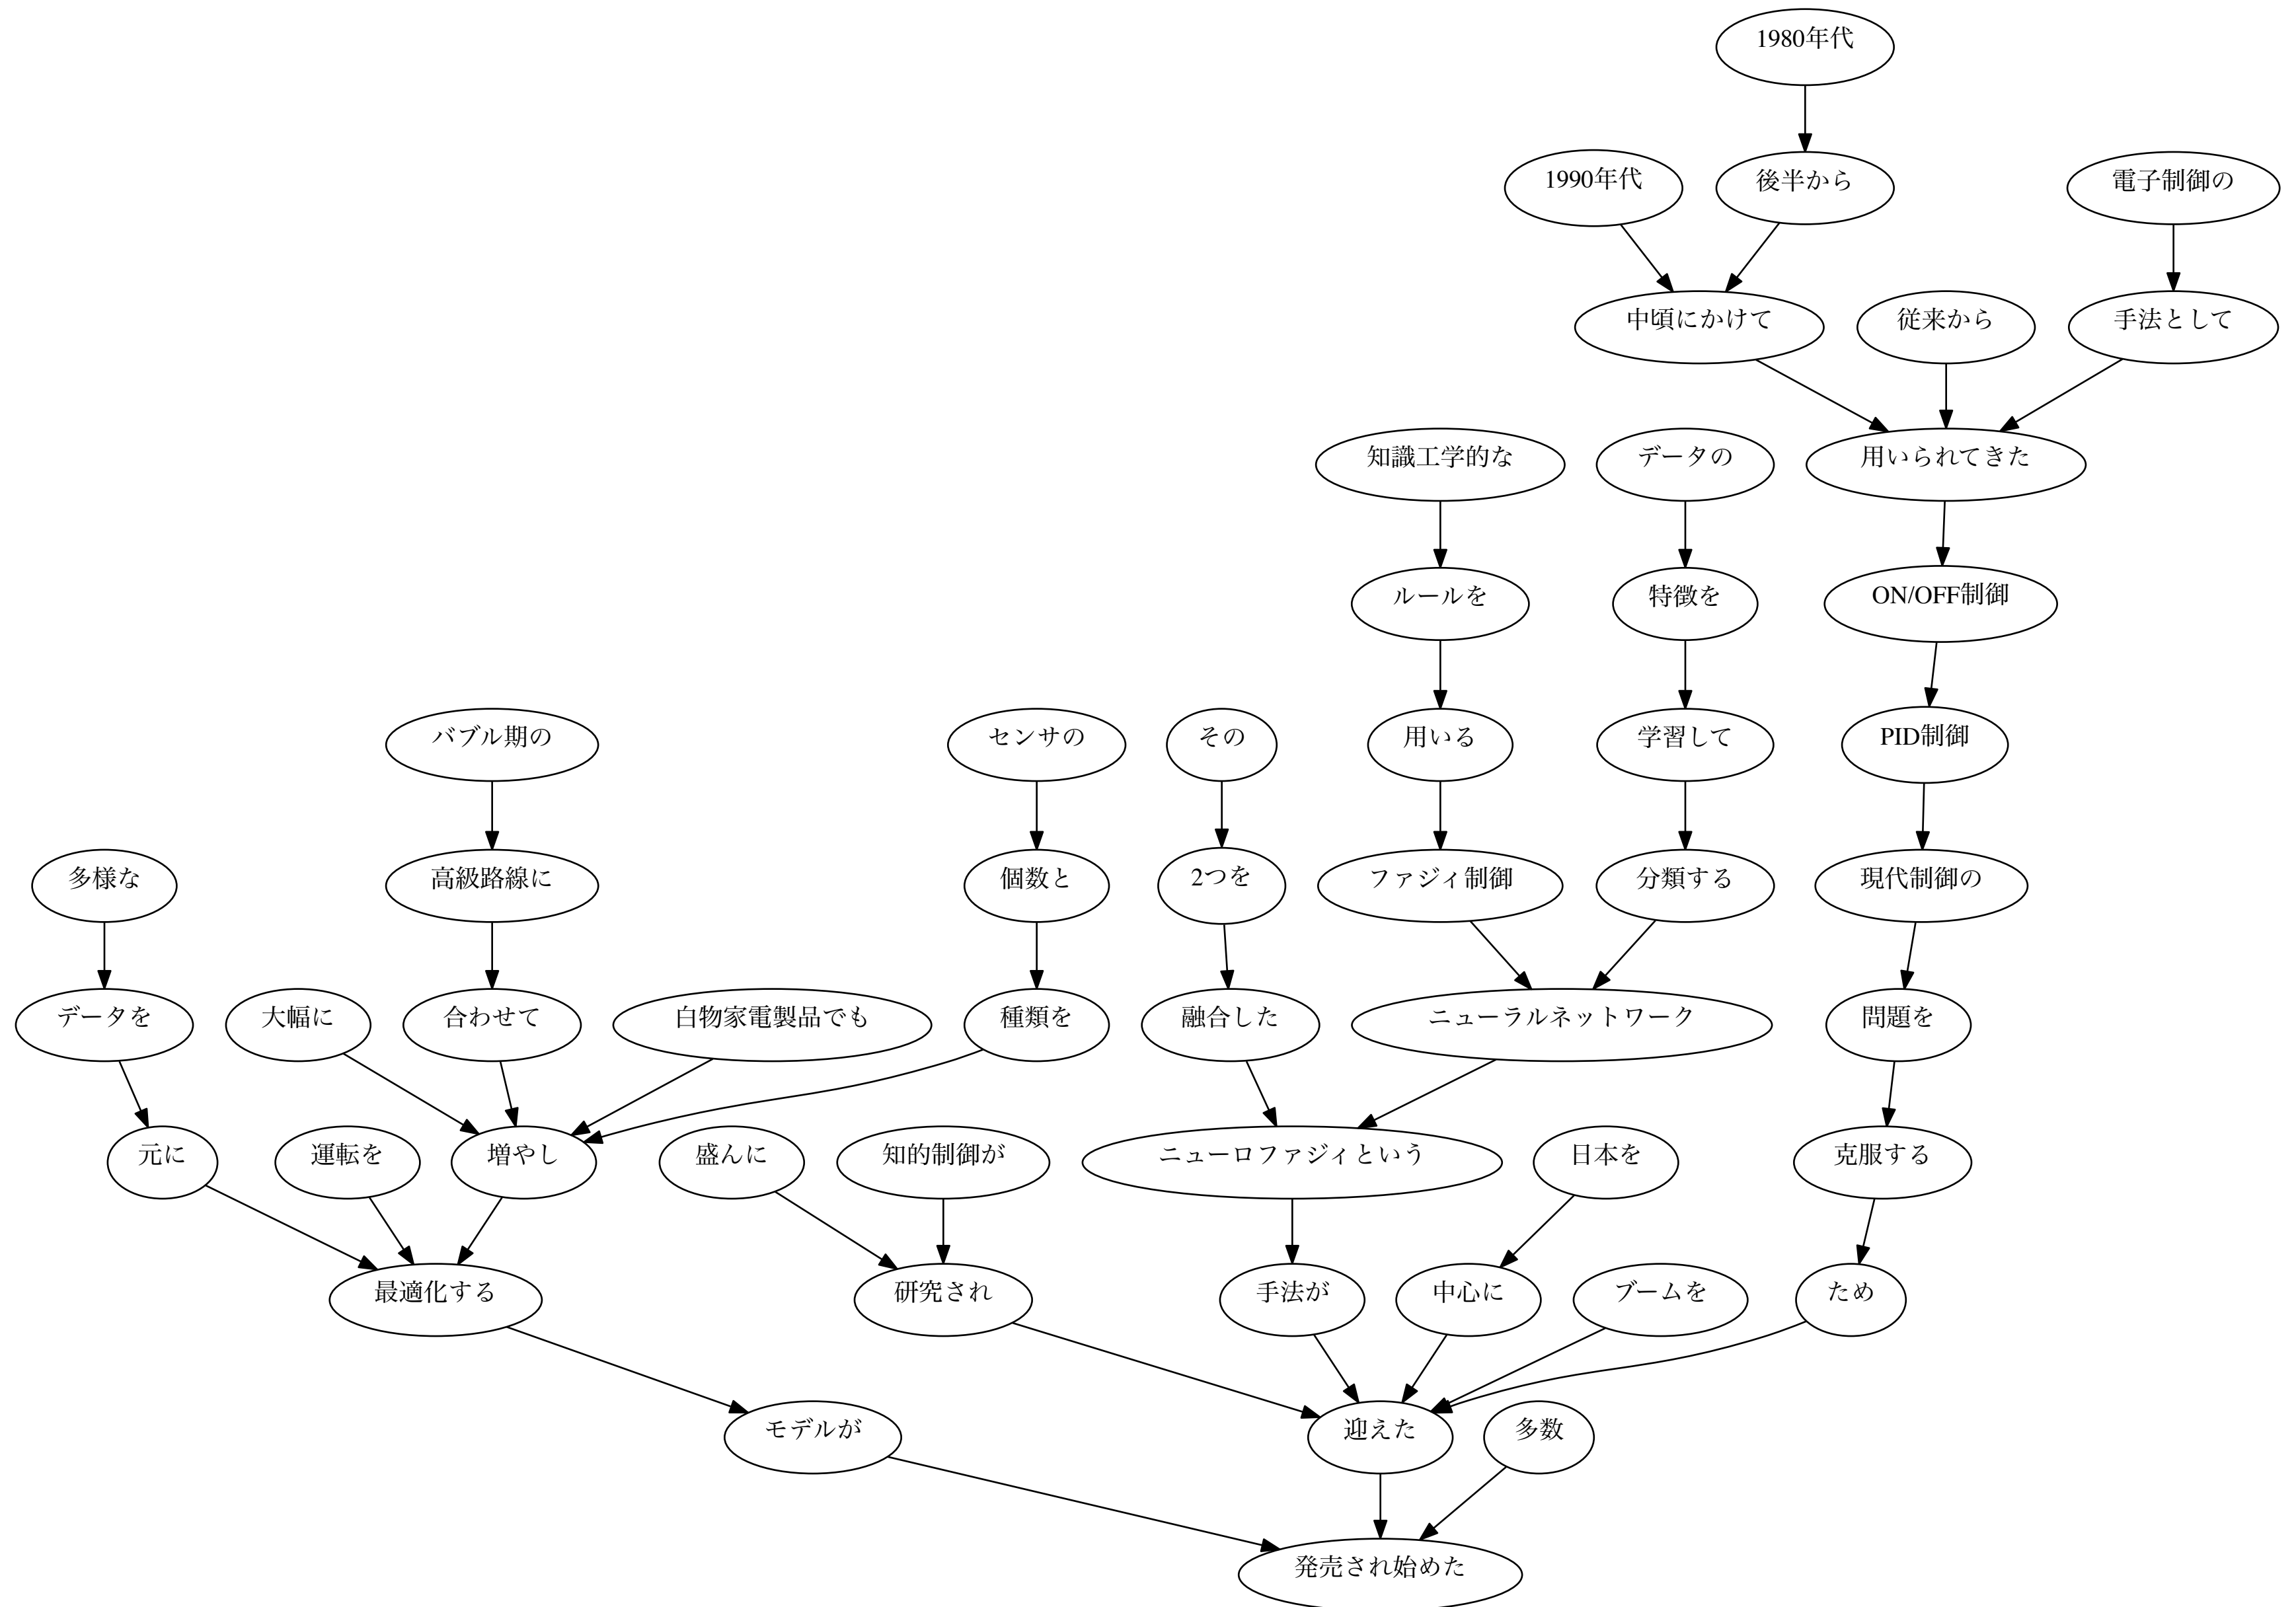 1980年代
1990年代
後半から
電子制御の
中頃にかけて
従来から
手法として
知識工学的な
データの
用いられてきた
ルールを
特徴を
ON/OFF制御
バブル期の
センサの
その
用いる
学習して
PID制御
多様な
高級路線に
個数と
2つを
ファジィ制御
分類する
現代制御の
データを
大幅に
合わせて
白物家電製品でも
種類を
融合した
ニューラルネットワーク
問題を
元に
運転を
増やし
盛んに
知的制御が
ニューロファジィという
日本を
克服する
最適化する
研究され
手法が
中心に
ブームを
ため
モデルが
迎えた
多数
発売され始めた